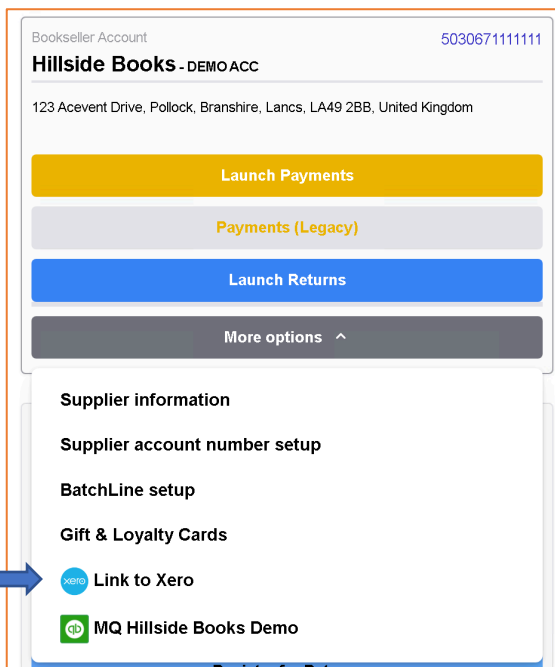 Bookseller Account
5030671111111
Hillside Books - DEMO ACC
123 Acevent Drive, Pollock, Branshire, Lancs, LA49 2BB, United Kingdom
Launch Payments
Payments (Legacy)
Launch Returns
More options
Supplier information
Supplier account number setup
BatchLine setup
Gift & Loyalty Cards
xero Link to Xero
qb MQ Hillside Books Demo